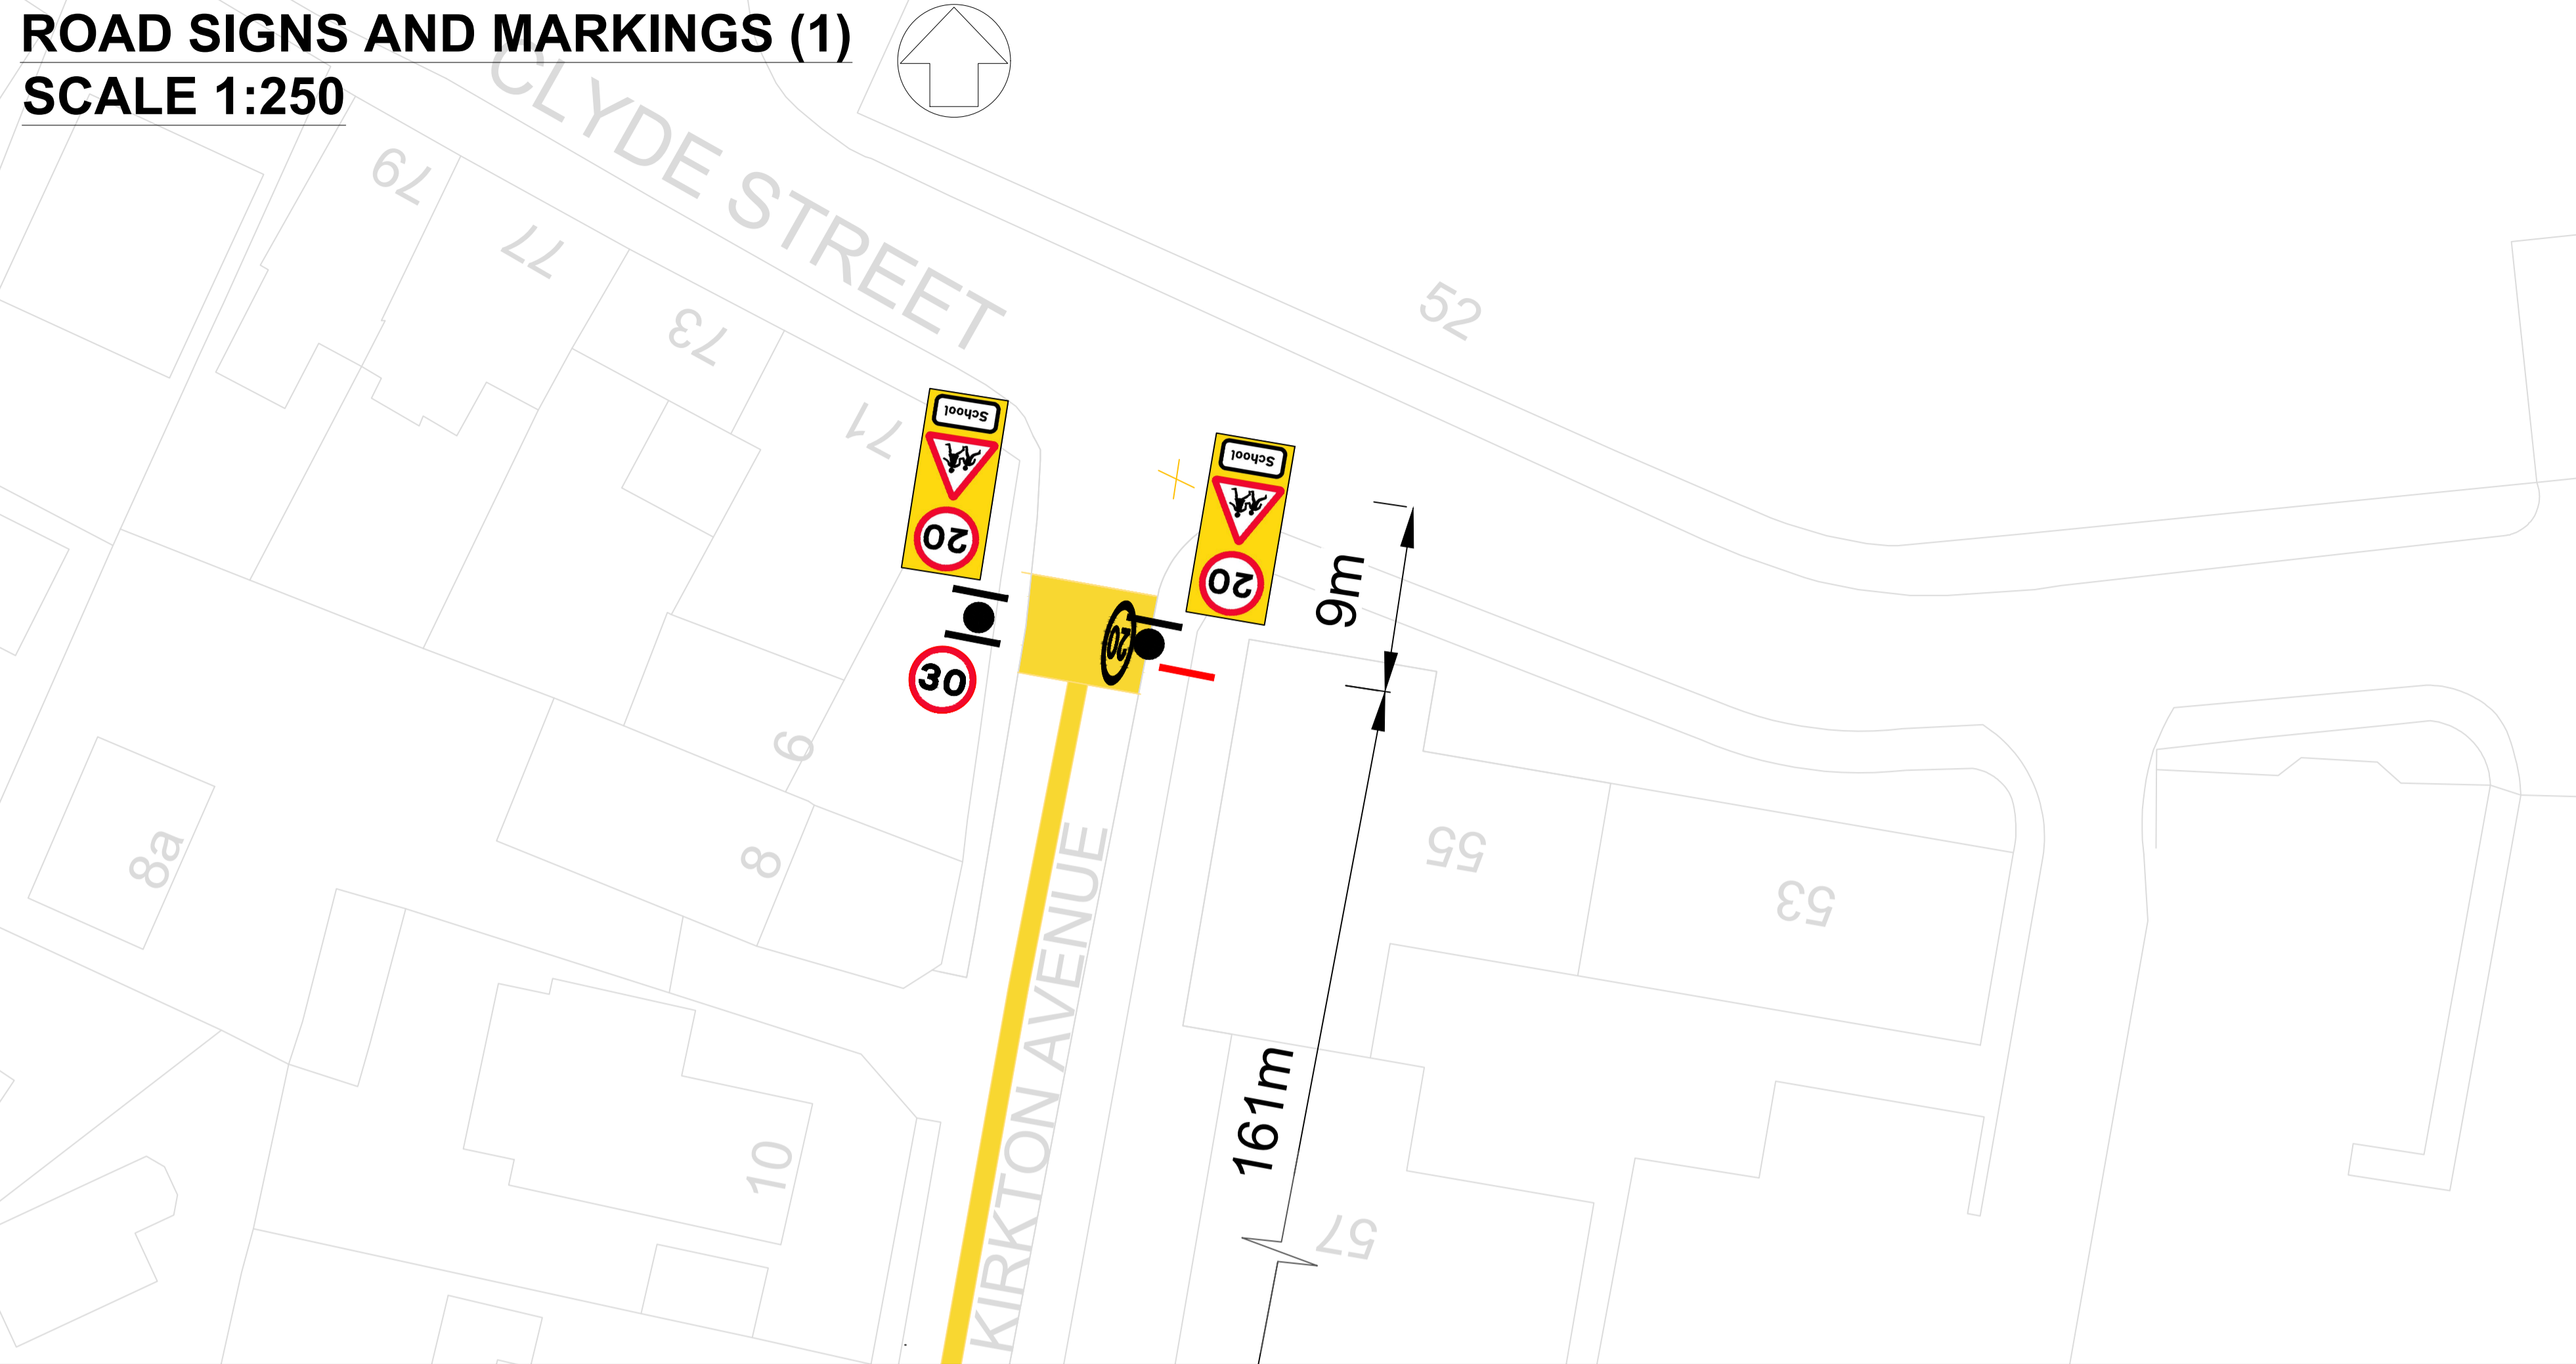 ROAD SIGNS AND MARKINGS (1)
SCALE 1:250
CLYDE STREET
79
77
73
71
52
School
20
School
20
9m
20
30
6
8
8a
55
53
KIRKTON AVENUE
161m
10
57